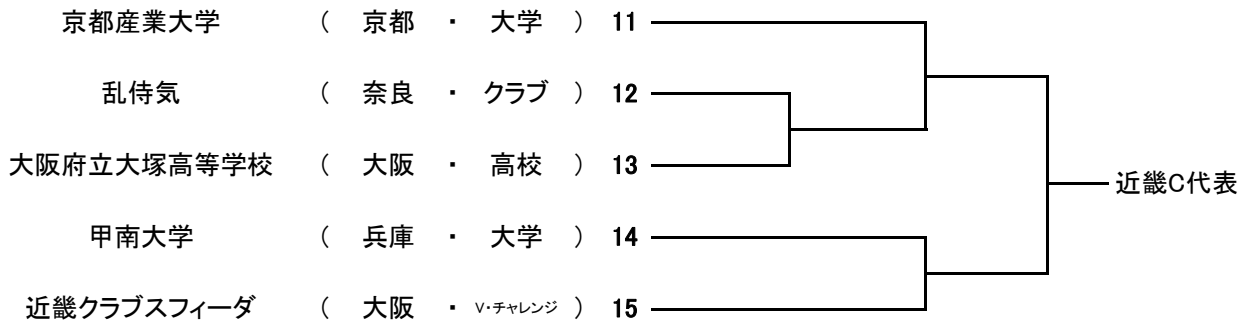 京都産業大学 ( 京都 ・ 大学 ) 11
乱侍気 ( 奈良 ・ クラブ ) 12
大阪府立大塚高等学校 ( 大阪 ・ 高校 ) 13
近畿C代表
甲南大学 ( 兵庫 ・ 大学 ) 14
近畿クラブスフィーダ ( 大阪 ・ V・チャレンジ ) 15